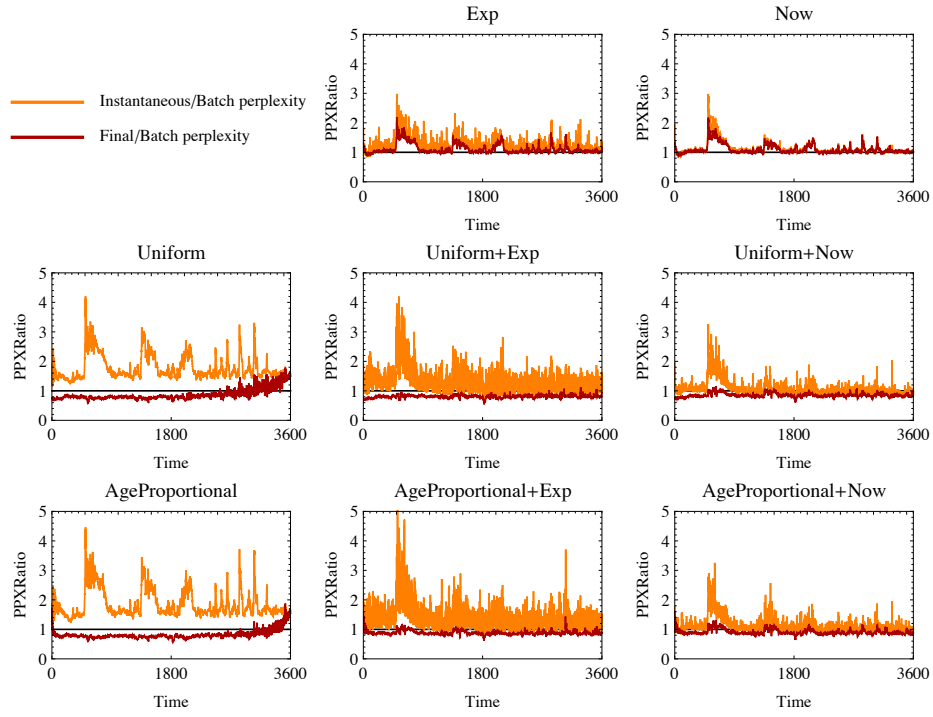 Instantaneous/Batch perplexity
Final/Batch perplexity
Exp
PPXRatio
5
4
3
2
1
0
0 1800 3600
Time
Now
PPXRatio
5
4
3
2
1
0
0 1800 3600
Time
Uniform
PPXRatio
5
4
3
2
1
0
0 1800 3600
Time
Uniform+Exp
PPXRatio
5
4
3
2
1
0
0 1800 3600
Time
Uniform+Now
PPXRatio
5
4
3
2
1
0
0 1800 3600
Time
AgeProportional
PPXRatio
5
4
3
2
1
0
0 1800 3600
Time
AgeProportional+Exp
PPXRatio
5
4
3
2
1
0
0 1800 3600
Time
AgeProportional+Now
PPXRatio
5
4
3
2
1
0
0 1800 3600
Time